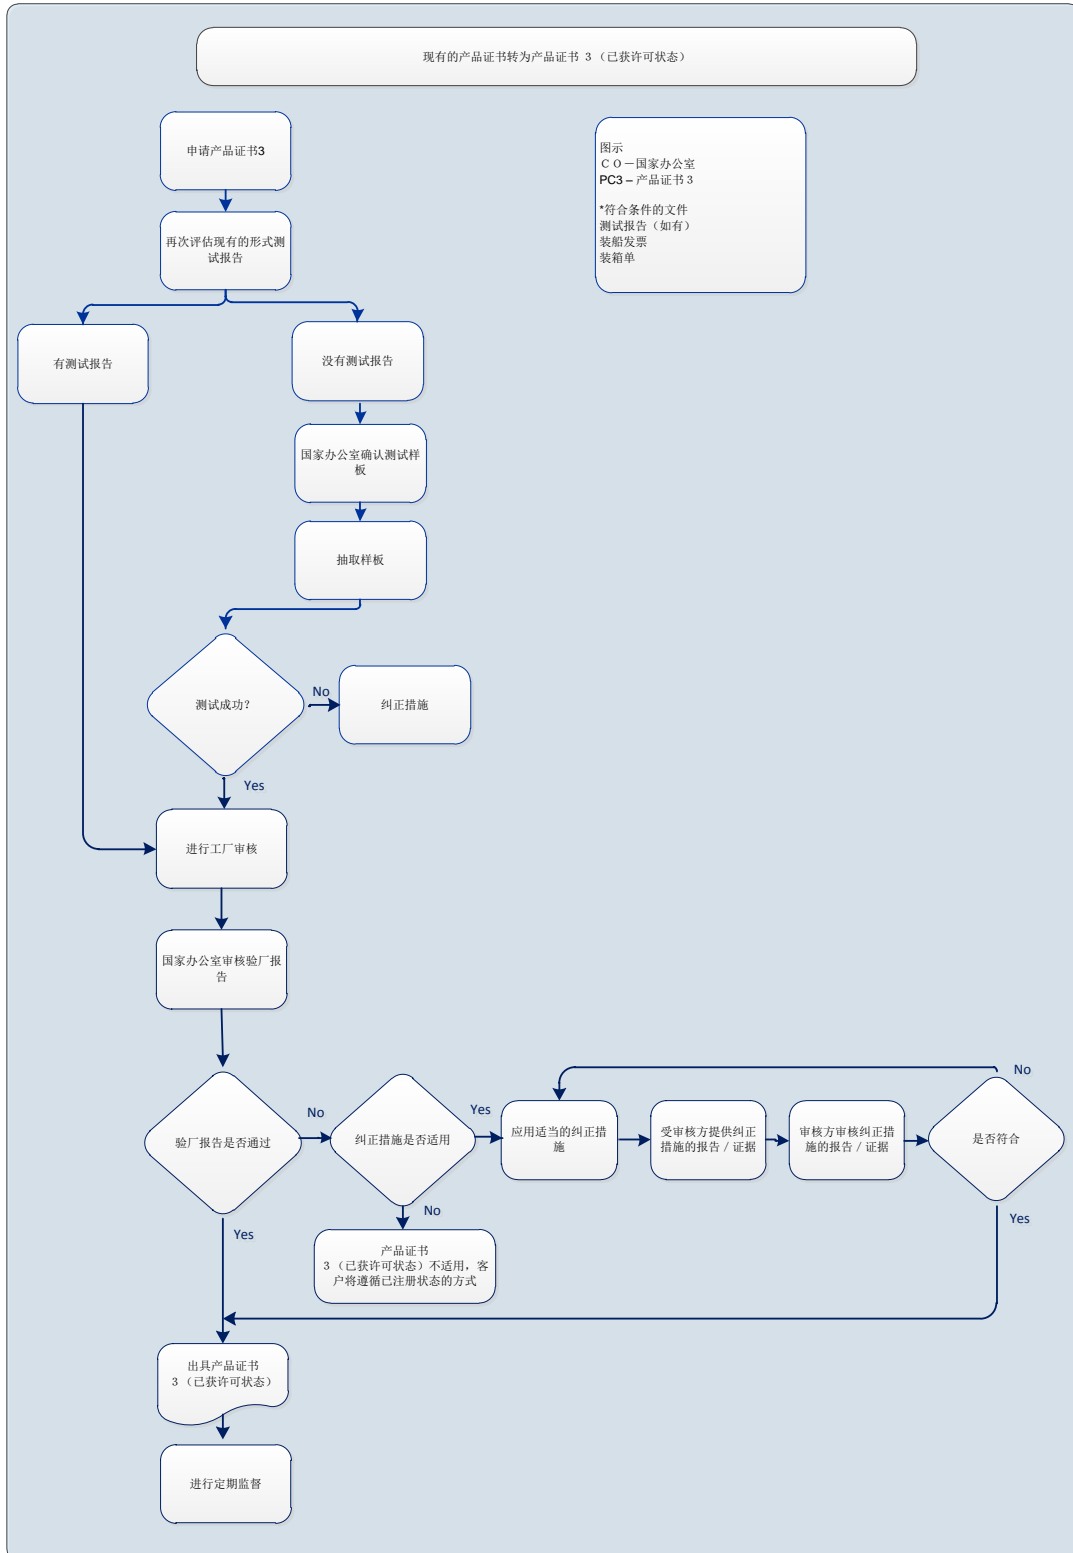 现有的产品证书转为产品证书 3（已获许可状态）
申请产品证书3
图示
ＣＯ－国家办公室
PC3 – 产品证书 3
*符合条件的文件
测试报告（如有）
装船发票
装箱单
再次评估现有的形式测
试报告
有测试报告
没有测试报告
国家办公室确认测试样
板
抽取样板
测试成功?
No
纠正措施
Yes
进行工厂审核
国家办公室审核验厂报
告
验厂报告是否通过
No
纠正措施是否适用
Yes
应用适当的纠正措
施
受审核方提供纠正
措施的报告 / 证据
审核方审核纠正措
施的报告 / 证据
是否符合
No
Yes
Yes
No
产品证书
3（已获许可状态）不适用，客
户将遵循已注册状态的方式
出具产品证书
3（已获许可状态）
进行定期监督